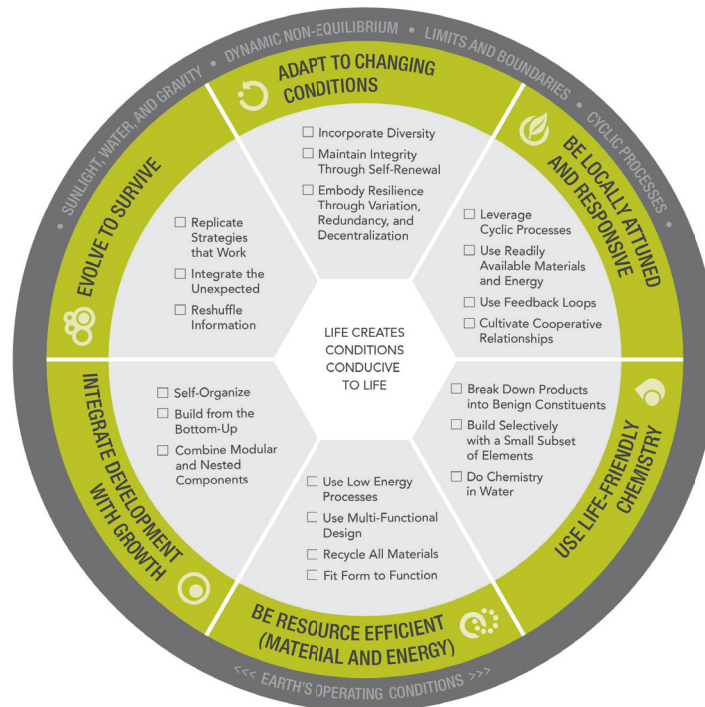 • SUNLIGHT, WATER, AND GRAVITY • DYNAMIC NON-EQUILIBRIUM • LIMITS AND BOUNDARIES • CYCLIC PROCESSES •
ADAPT TO CHANGING
CONDITIONS
☐ Incorporate Diversity
☐ Maintain Integrity
Through Self-Renewal
☐ Embody Resilience
Through Variation,
Redundancy, and
Decentralization
BE LOCALLY ATTUNED
AND RESPONSIVE
☐ Leverage
Cyclic Processes
☐ Use Readily
Available Materials
and Energy
☐ Use Feedback Loops
☐ Cultivate Cooperative
Relationships
USE LIFE-FRIENDLY
CHEMISTRY
☐ Break Down Products
into Benign Constituents
☐ Build Selectively
with a Small Subset
of Elements
☐ Do Chemistry
in Water
BE RESOURCE EFFICIENT
(MATERIAL AND ENERGY)
☐ Use Low Energy
Processes
☐ Use Multi-Functional
Design
☐ Recycle All Materials
☐ Fit Form to Function
INTEGRATE DEVELOPMENT
WITH GROWTH
☐ Self-Organize
☐ Build from the
Bottom-Up
☐ Combine Modular
and Nested
Components
EVOLVE TO SURVIVE
☐ Replicate
Strategies
that Work
☐ Integrate the
Unexpected
☐ Reshuffle
Information
LIFE CREATES
CONDITIONS
CONDUCIVE
TO LIFE
<<< EARTH'S OPERATING CONDITIONS >>>